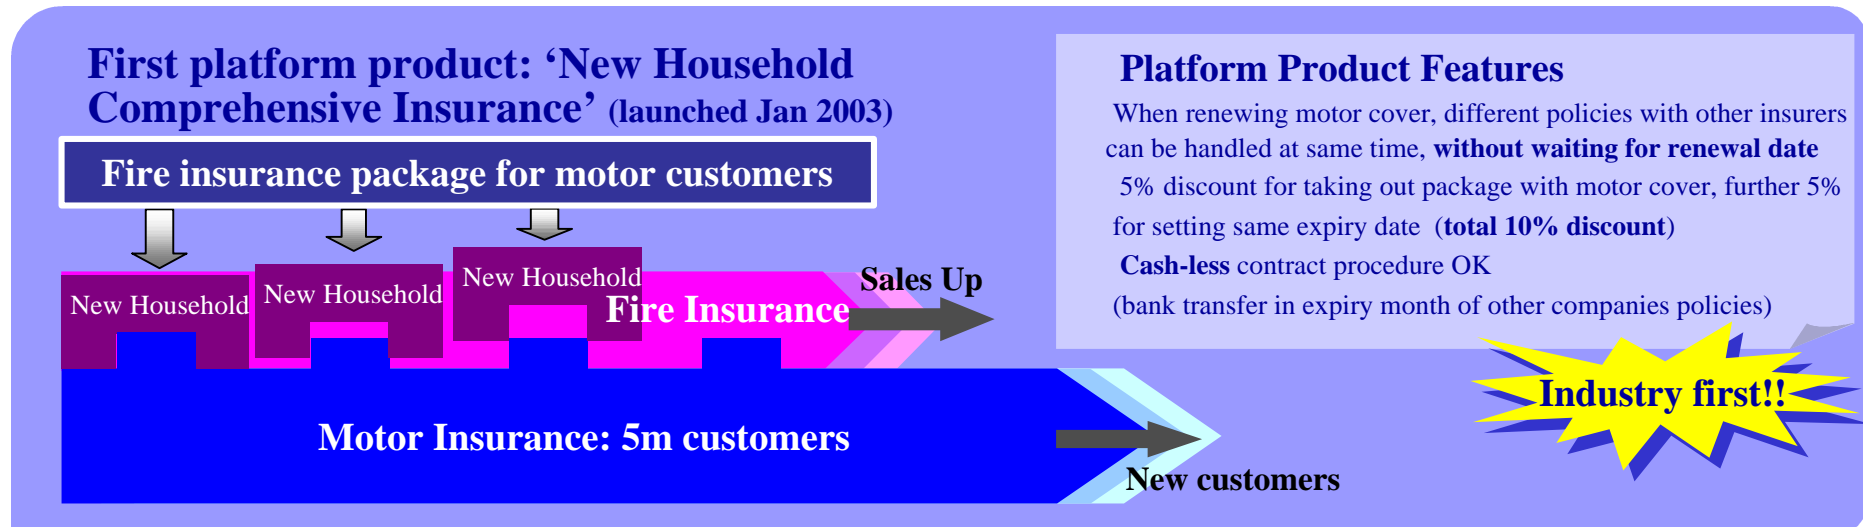 First platform product: ‘New Household
Comprehensive Insurance’ (launched Jan 2003)
Fire insurance package for motor customers
New Household
New Household
New Household
Fire Insurance
Sales Up
Motor Insurance: 5m customers
New customers
Platform Product Features
When renewing motor cover, different policies with other insurers
can be handled at same time, without waiting for renewal date
5% discount for taking out package with motor cover, further 5%
for setting same expiry date (total 10% discount)
Cash-less contract procedure OK
(bank transfer in expiry month of other companies policies)
Industry first!!